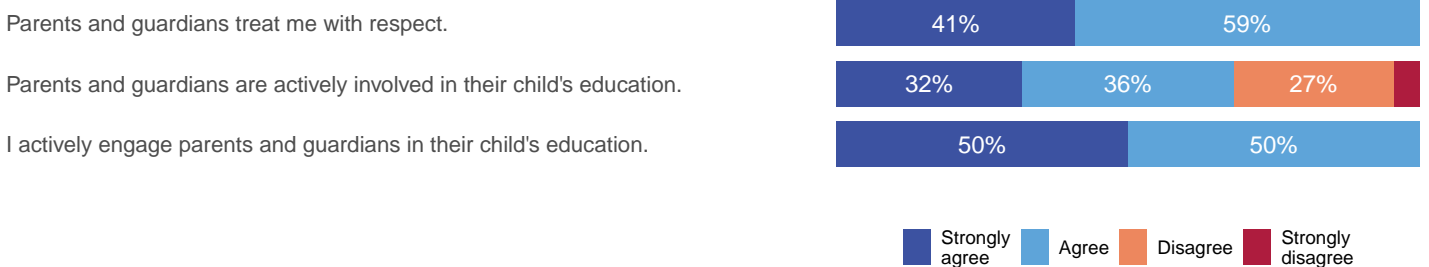 Parents and guardians treat me with respect.
41% 59%
Parents and guardians are actively involved in their child's education.
32% 36% 27%
I actively engage parents and guardians in their child's education.
50% 50%
Strongly agree
Agree
Disagree
Strongly disagree